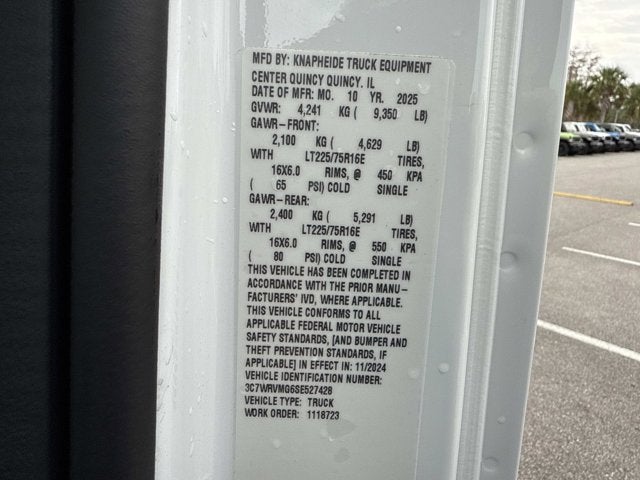 MFD BY: KNAPHEIDE TRUCK EQUIPMENT
CENTER QUINCY QUINCY, IL
DATE OF MFR: MO. 10 YR. 2025
GVWR: 4,241 KG ( 9,350 LB)
GAWR-FRONT:
2,100 KG ( 4,629 LB)
WITH LT225/75R16E TIRES,
16X6.0 RIMS, @ 450 KPA
( 65 PSI) COLD SINGLE
GAWR-REAR:
2,400 KG ( 5,291 LB)
WITH LT225/75R16E TIRES,
16X6.0 RIMS, @ 550 KPA
( 80 PSI) COLD SINGLE
THIS VEHICLE HAS BEEN COMPLETED IN
ACCORDANCE WITH THE PRIOR MANU-
FACTURERS' IVD, WHERE APPLICABLE.
THIS VEHICLE CONFORMS TO ALL
APPLICABLE FEDERAL MOTOR VEHICLE
SAFETY STANDARDS, [AND BUMPER AND
THEFT PREVENTION STANDARDS, IF
APPLICABLE] IN EFFECT IN: 11/2024
VEHICLE IDENTIFICATION NUMBER:
3C7WRVMG6SE527428
VEHICLE TYPE: TRUCK
WORK ORDER: 1118723